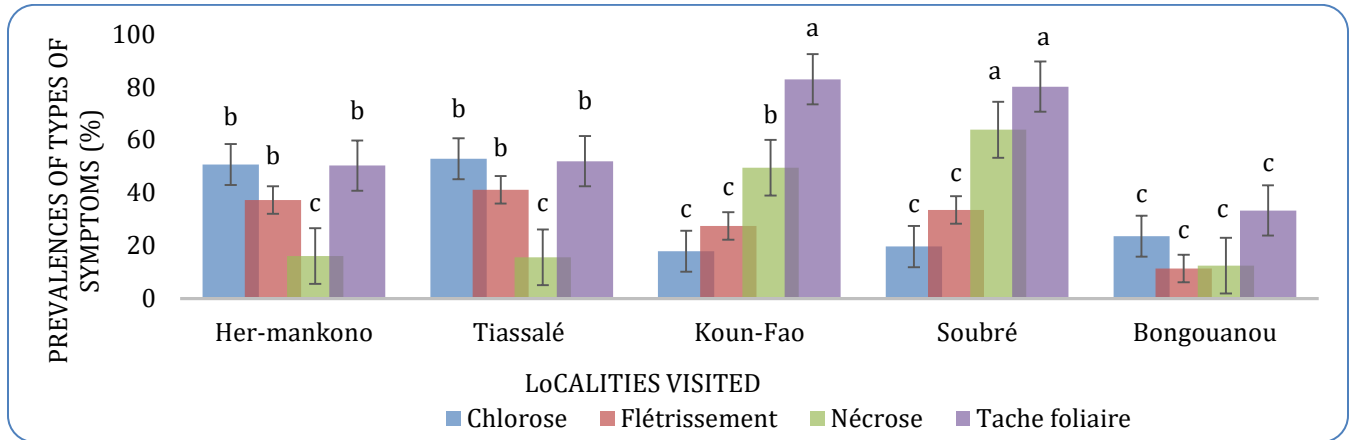 PREVALENCES OF TYPES OF
SYMPTOMS (%)
100
80
60
40
20
0
b b c b
b b c b
c c b a
c c a a
c c c c
Her-mankono Tiassalé Koun-Fao Soubré Bongouanou
LoCALITIES VISITED
Chlorose Flétrissement Nécrose Tache foliaire